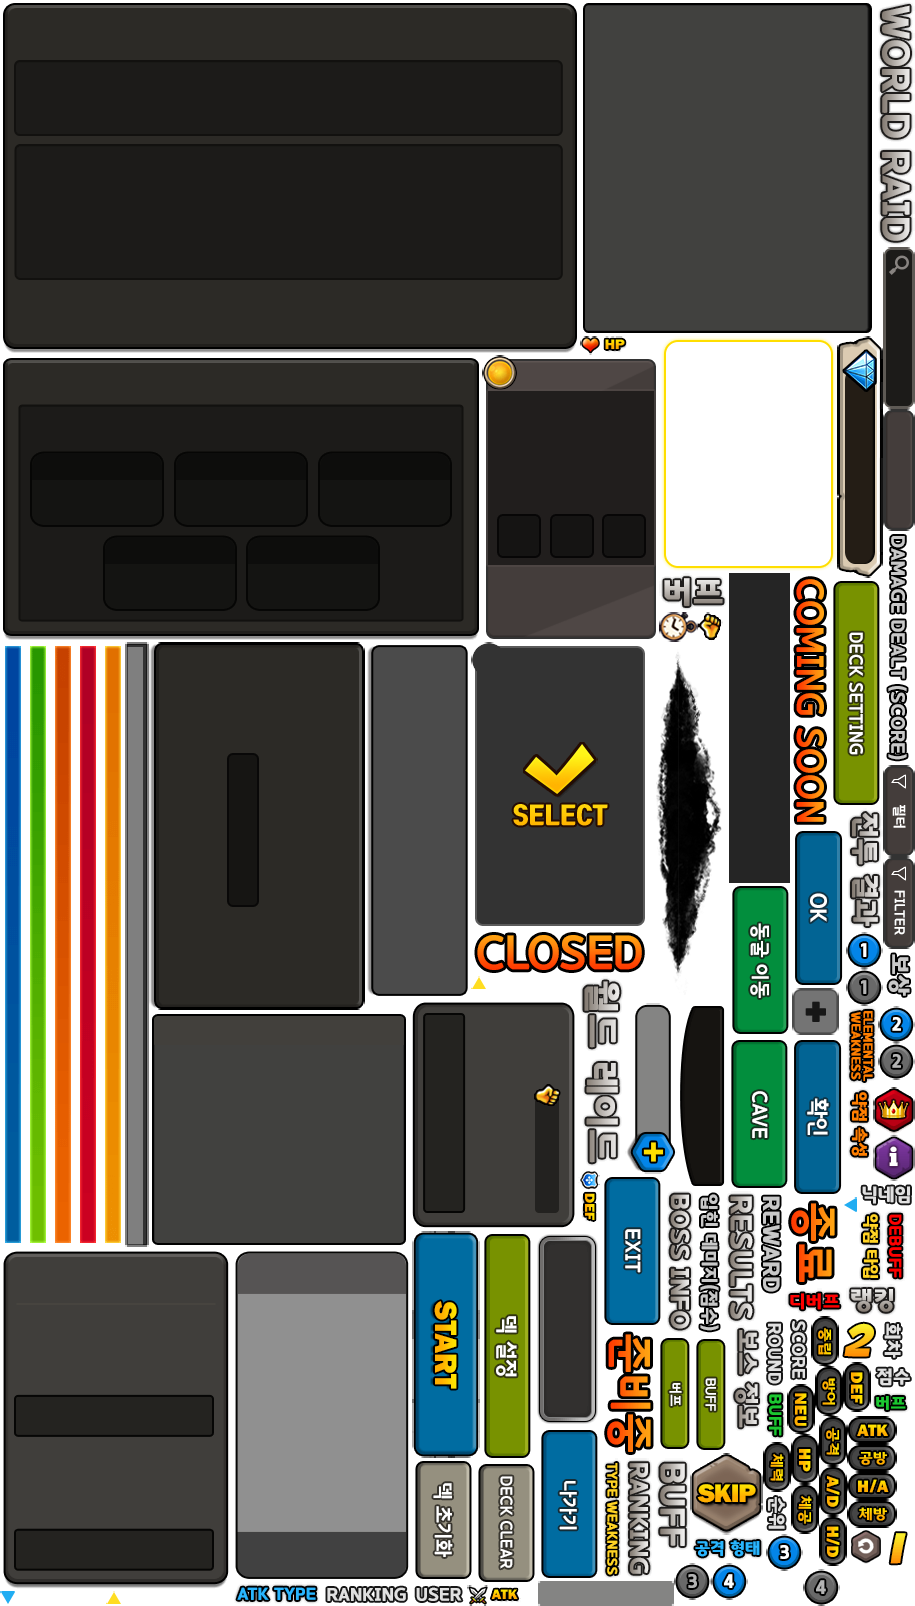 WORLD RAID
HP
DAMAGE DEALT (SCORE)
버프
COMING SOON
DECK SETTING
필터
FILTER
SELECT
전투 결과
OK
동굴 이동
CLOSED
보상
1
1
2
2
월드 레이드
ELEMENTAL
WEAKNESS
약점 속성
CAVE
확인
DEF
EXIT
BOSS INFO
입힌 데미지(점수)
RESULTS
REWARD
종료
닉네임
DEBUFF
약점 타입
디버프
랭킹
START
덱 설정
준비중
버프
BUFF
보스 정보
ROUND
SCORE
중립
2
회차
점수
버프
BUFF
NEU
방어
DEF
ATK
공격
공방
H/A
체방
체력
HP
A/D
체공
H/D
순위
SKIP
덱 초기화
DECK CLEAR
나가기
TYPE WEAKNESS
RANKING
BUFF
공격 형태
3
1
3
4
4
ATK TYPE
RANKING
USER
ATK